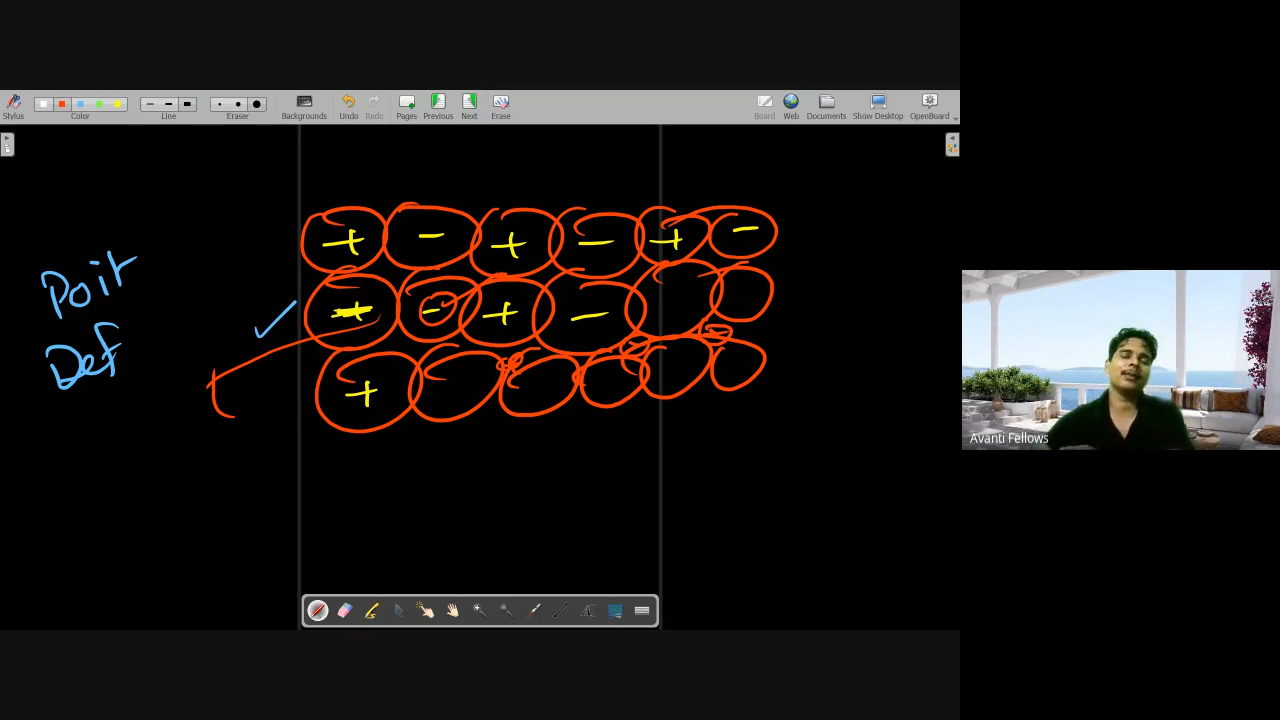 Stylus
Color
Line
Eraser
Backgrounds
Undo
Redo
Pages
Previous
Next
Erase
Board
Web
Documents
Show Desktop
OpenBoard
+ - + - + -
+ - + -
+
Poit
Def
Avanti Fellows